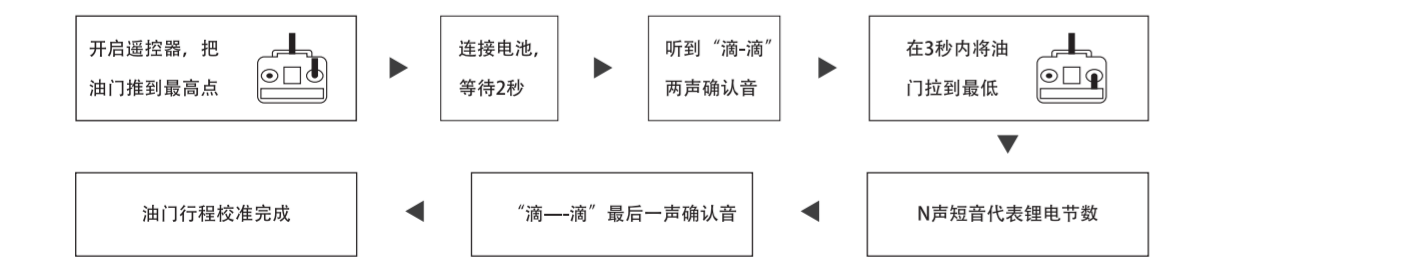 开启遥控器，把
油门推到最高点
连接电池，
等待2秒
听到“滴-滴”
两声确认音
在3秒内将油
门拉到最低
N声短音代表锂电节数
“滴—-滴”最后一声确认音
油门行程校准完成